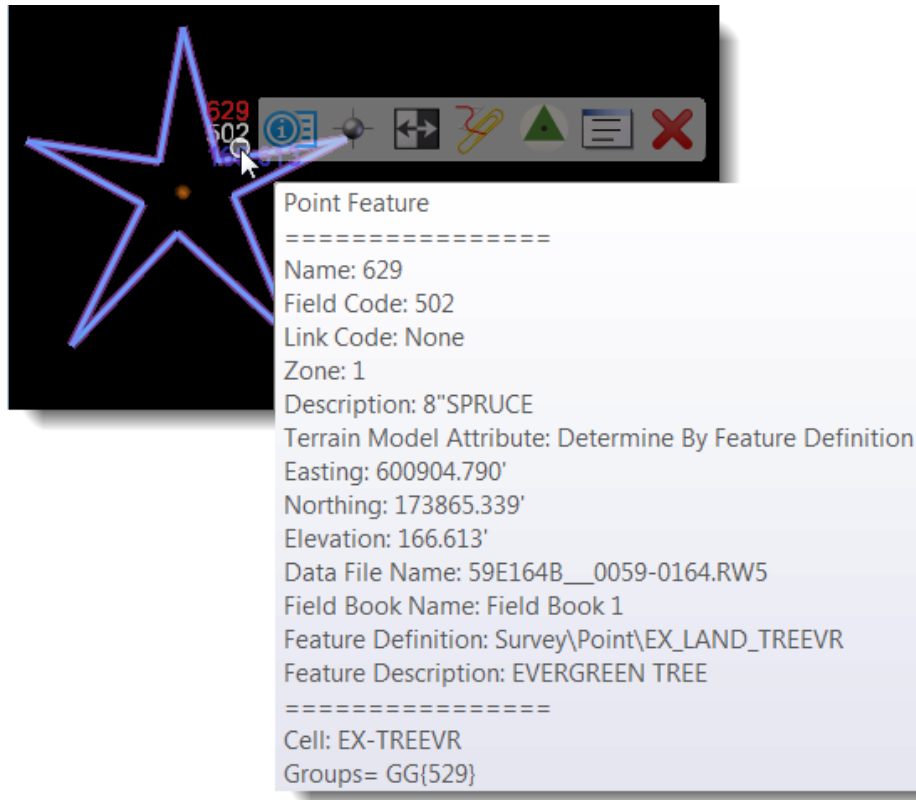 629
502
Point Feature
================
Name: 629
Field Code: 502
Link Code: None
Zone: 1
Description: 8"SPRUCE
Terrain Model Attribute: Determine By Feature Definition
Easting: 600904.790'
Northing: 173865.339'
Elevation: 166.613'
Data File Name: 59E164B__0059-0164.RW5
Field Book Name: Field Book 1
Feature Definition: Survey\Point\EX_LAND_TREEVR
Feature Description: EVERGREEN TREE
================
Cell: EX-TREEVR
Groups= GG{529}